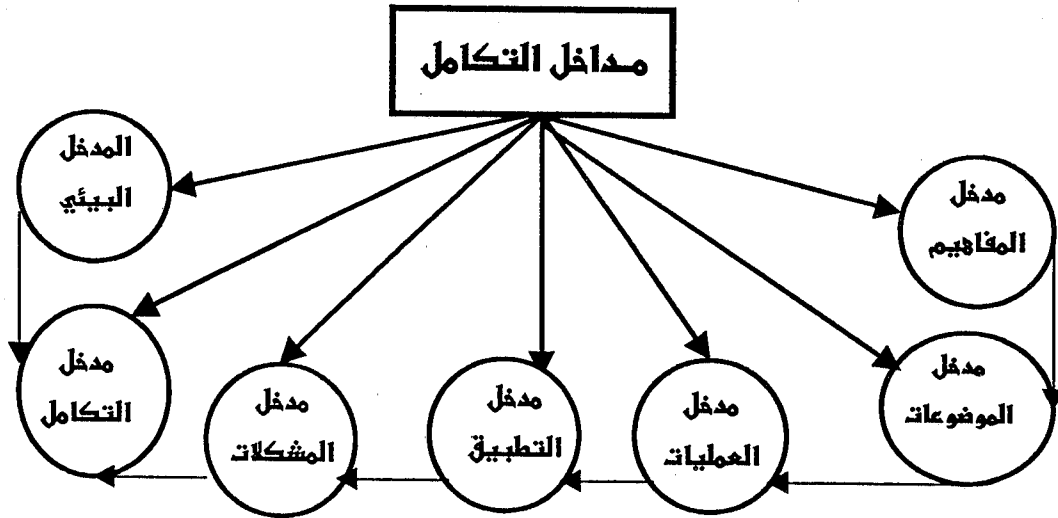 مداخل التكامل
مدخل
المفاهيم
مدخل
الموضوعات
مدخل
العمليات
مدخل
التطبيق
مدخل
المشكلات
مدخل
التكامل
المدخل
البيئي